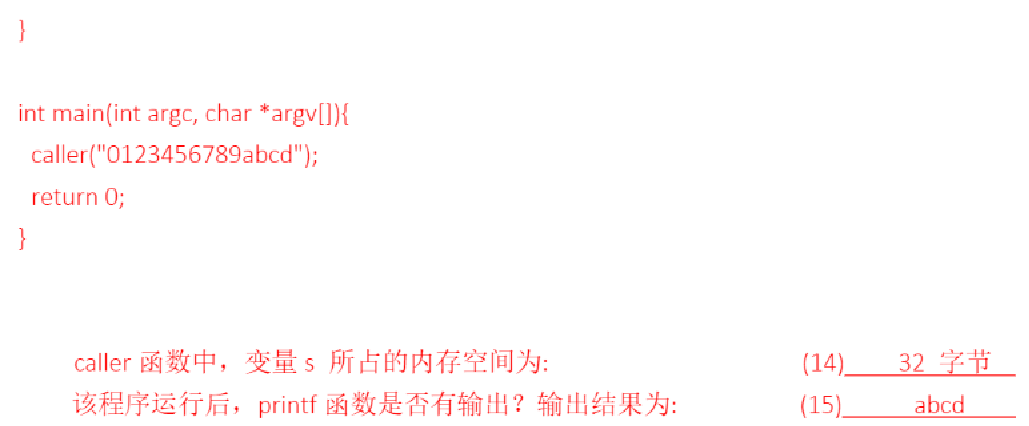 }
int main(int argc, char *argv[]){
caller("0123456789abcd");
return 0;
}
caller 函数中，变量 s 所占的内存空间为: (14) 32 字节
该程序运行后，printf 函数是否有输出？输出结果为: (15) abcd